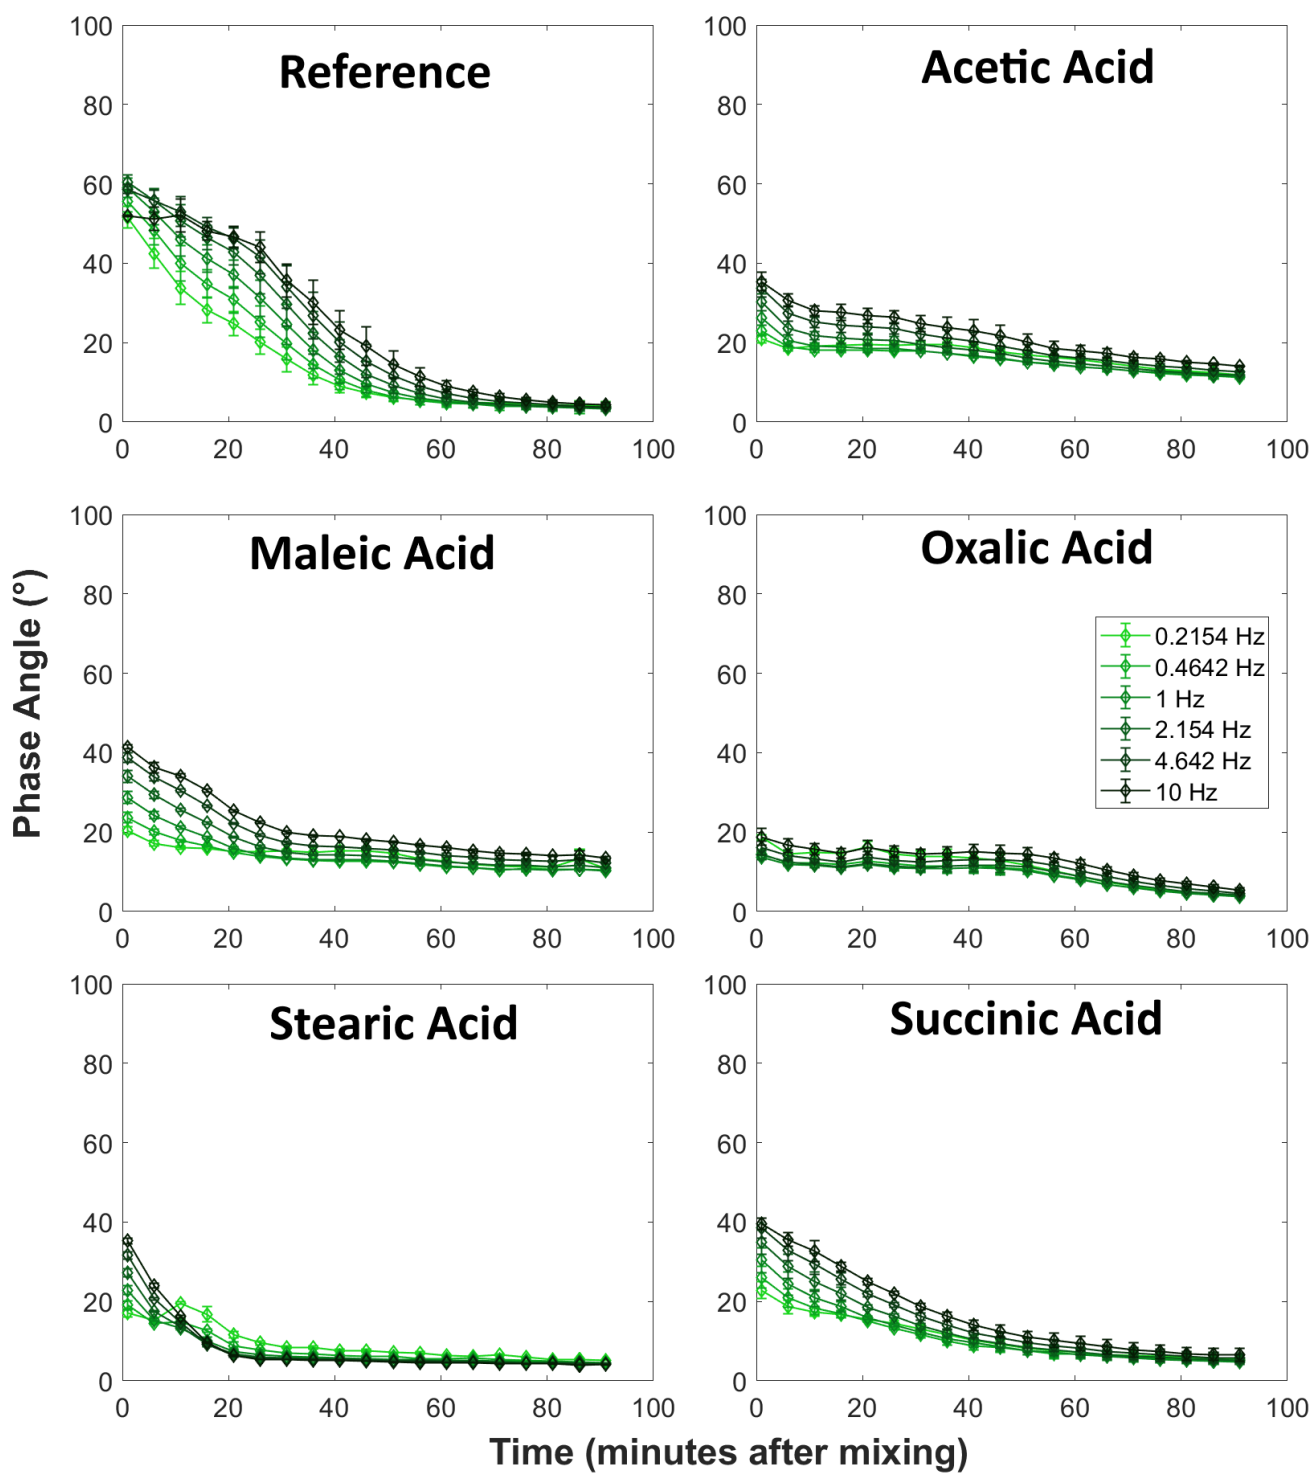 Reference
100
80
60
40
20
0
0 20 40 60 80 100
Acetic Acid
100
80
60
40
20
0
0 20 40 60 80 100
Phase Angle (°)
Maleic Acid
100
80
60
40
20
0
0 20 40 60 80 100
Oxalic Acid
100
80
60
40
20
0
0 20 40 60 80 100
0.2154 Hz
0.4642 Hz
1 Hz
2.154 Hz
4.642 Hz
10 Hz
Stearic Acid
100
80
60
40
20
0
0 20 40 60 80 100
Succinic Acid
100
80
60
40
20
0
0 20 40 60 80 100
Time (minutes after mixing)